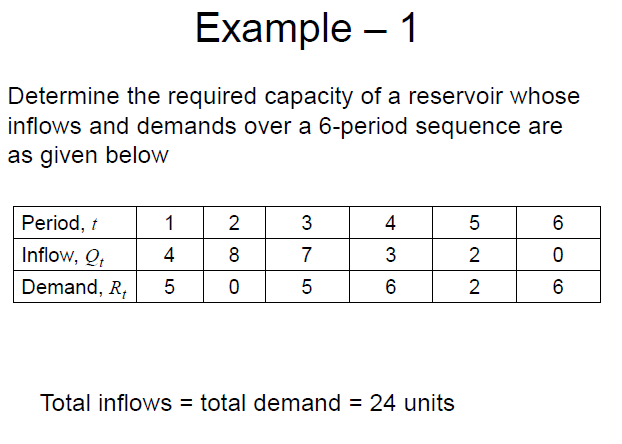 Example – 1
Determine the required capacity of a reservoir whose
inflows and demands over a 6-period sequence are
as given below
Period, t 1 2 3 4 5 6
Inflow, Qt 4 8 7 3 2 0
Demand, Rt 5 0 5 6 2 6
Total inflows = total demand = 24 units